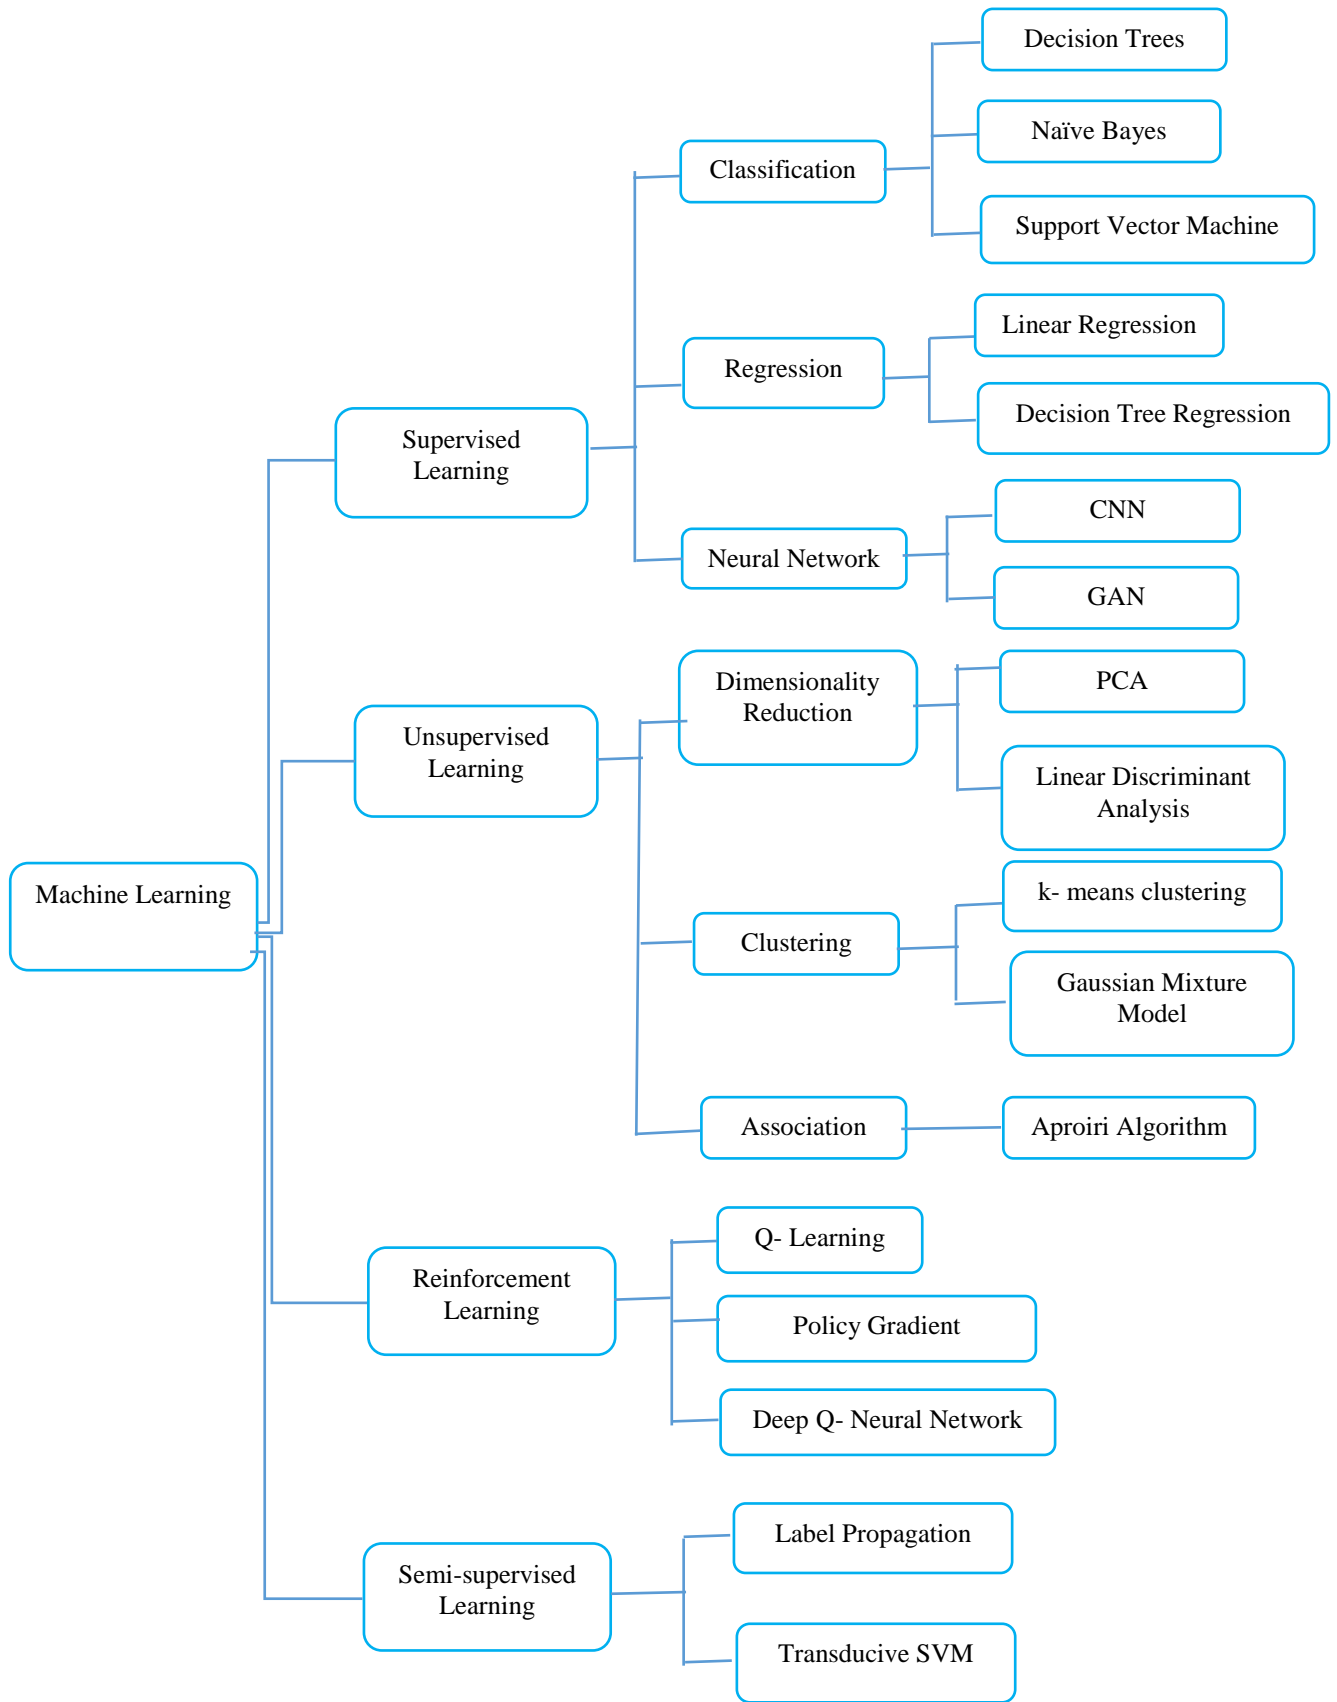 Decision Trees
Naïve Bayes
Classification
Support Vector Machine
Linear Regression
Regression
Decision Tree Regression
Supervised
Learning
CNN
Neural Network
GAN
Dimensionality
Reduction
PCA
Unsupervised
Learning
Linear Discriminant
Analysis
Machine Learning
k- means clustering
Clustering
Gaussian Mixture
Model
Association
Aproiri Algorithm
Q- Learning
Reinforcement
Learning
Policy Gradient
Deep Q- Neural Network
Label Propagation
Semi-supervised
Learning
Transducive SVM